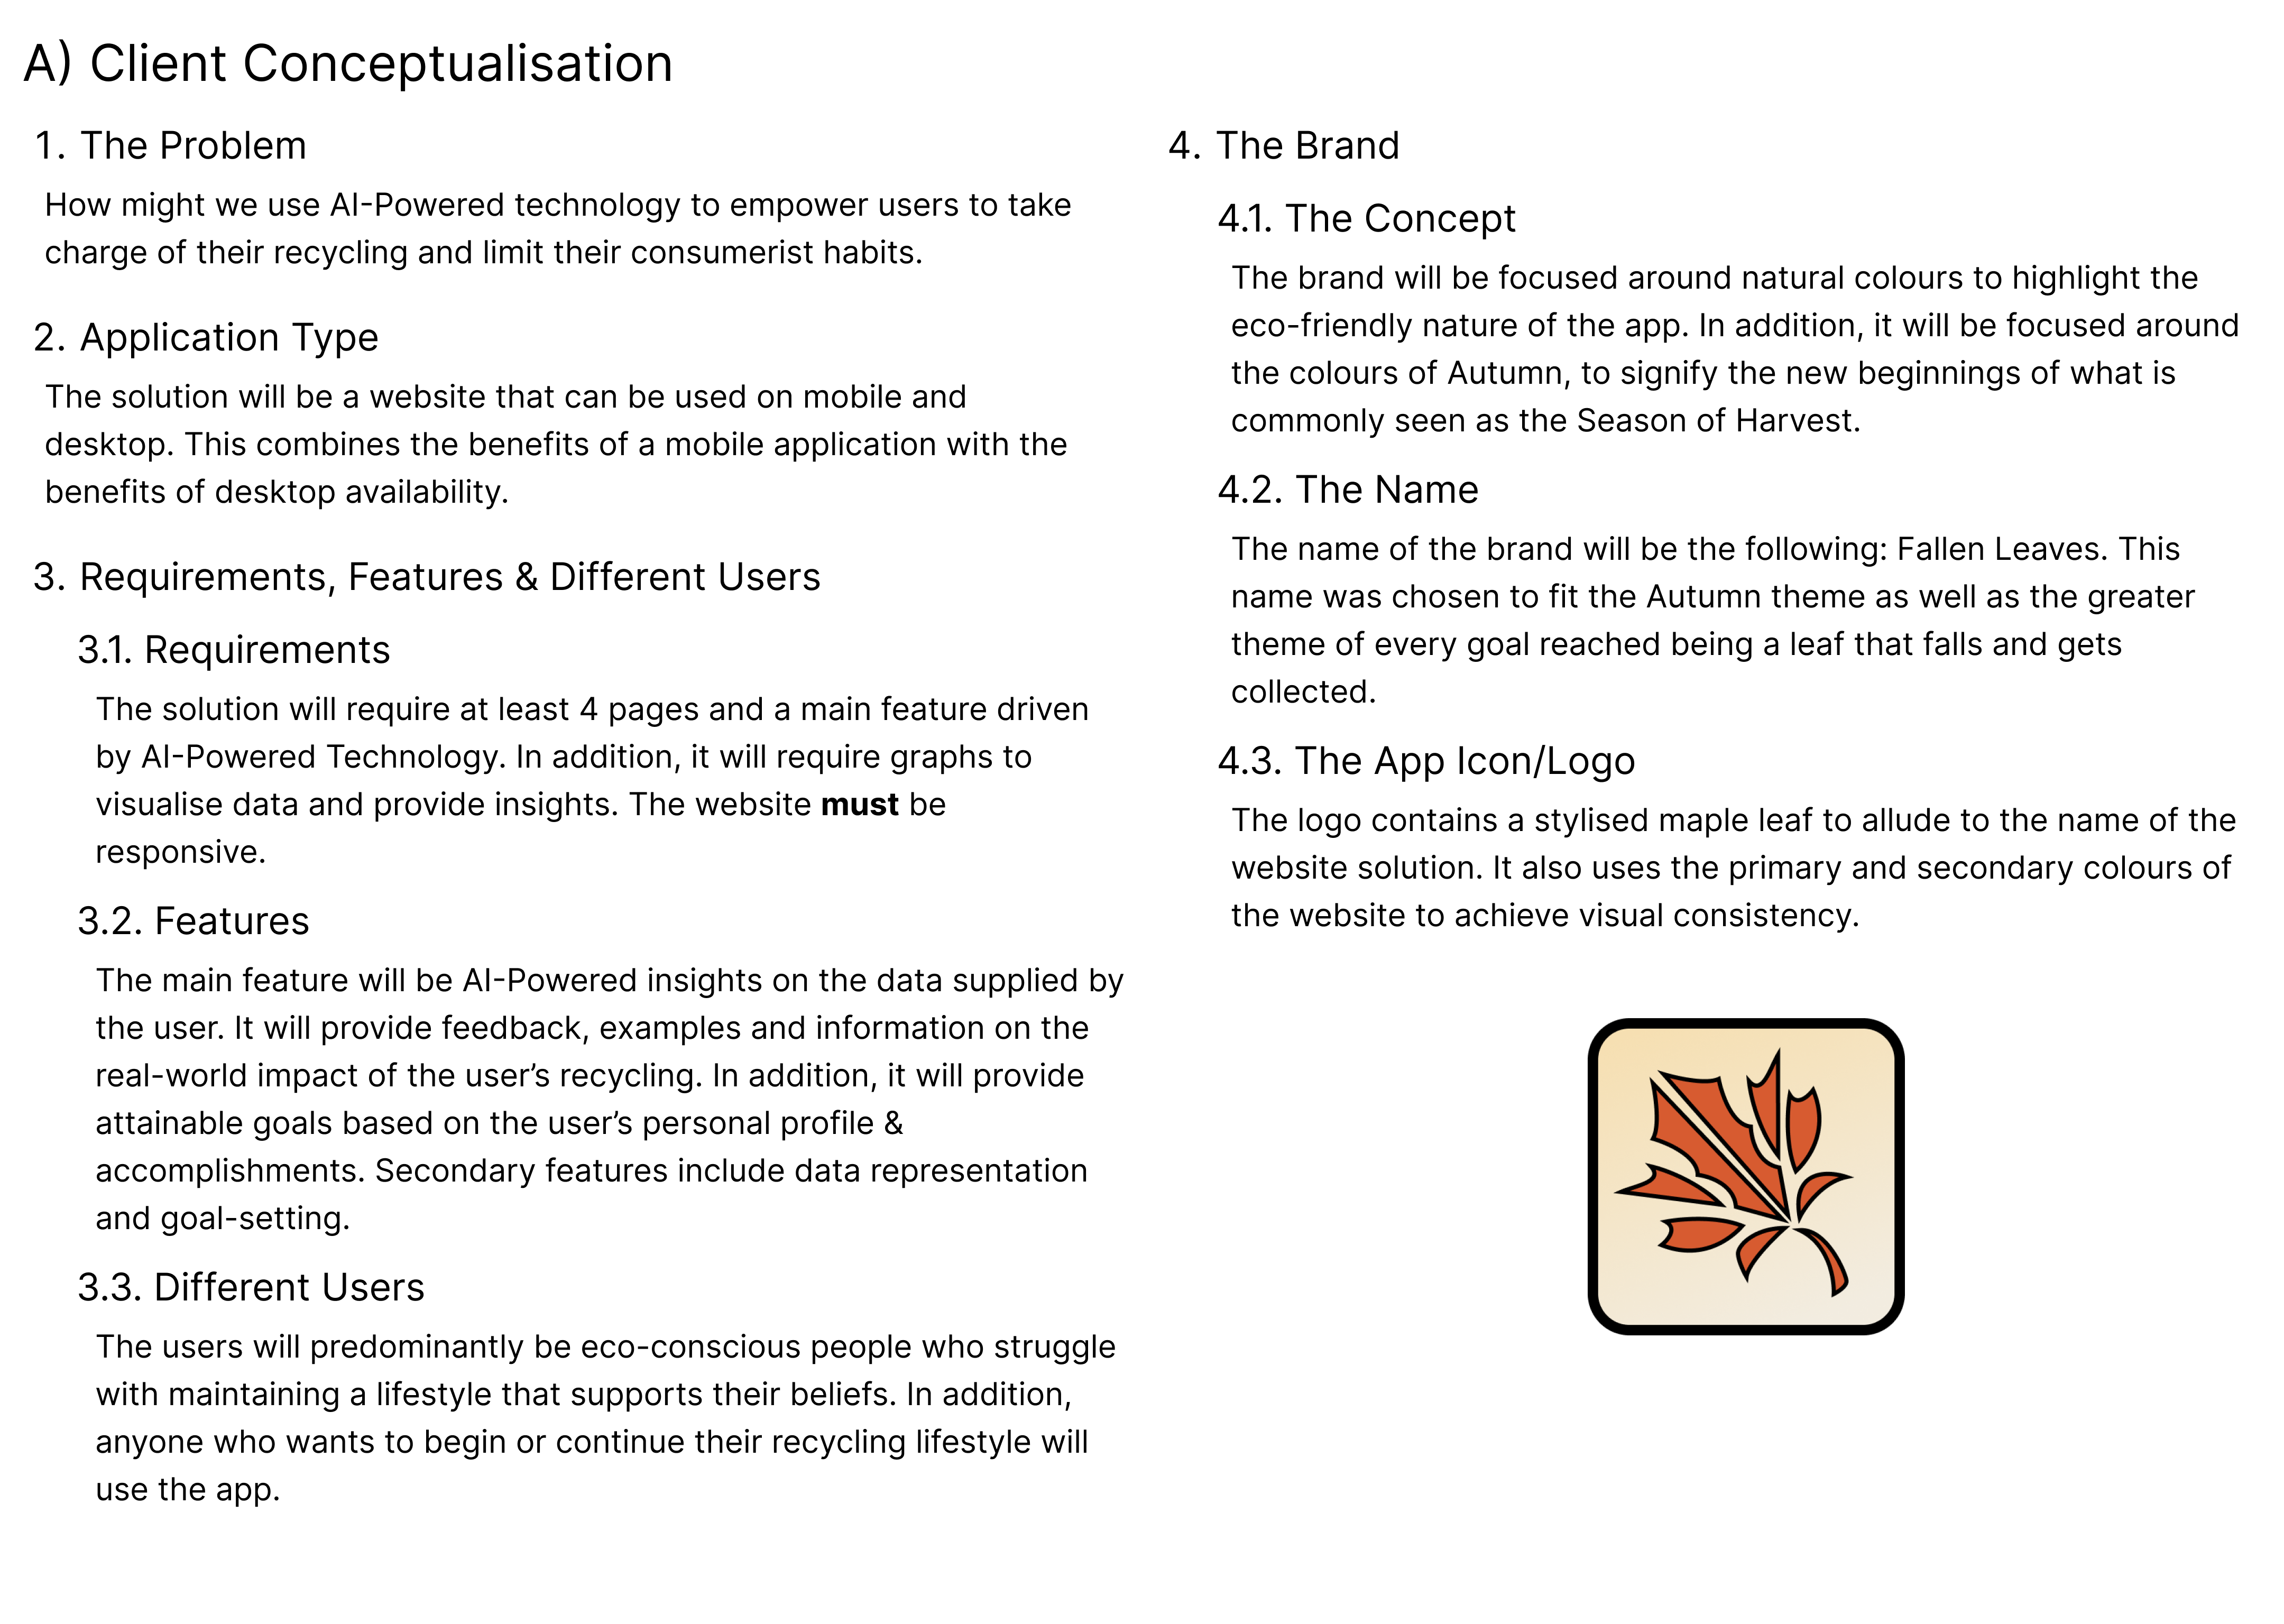 A) Client Conceptualisation
1. The Problem
How might we use AI-Powered technology to empower users to take
charge of their recycling and limit their consumerist habits.
2. Application Type
The solution will be a website that can be used on mobile and
desktop. This combines the benefits of a mobile application with the
benefits of desktop availability.
3. Requirements, Features & Different Users
3.1. Requirements
The solution will require at least 4 pages and a main feature driven
by AI-Powered Technology. In addition, it will require graphs to
visualise data and provide insights. The website must be
responsive.
3.2. Features
The main feature will be AI-Powered insights on the data supplied by
the user. It will provide feedback, examples and information on the
real-world impact of the user’s recycling. In addition, it will provide
attainable goals based on the user’s personal profile &
accomplishments. Secondary features include data representation
and goal-setting.
3.3. Different Users
The users will predominantly be eco-conscious people who struggle
with maintaining a lifestyle that supports their beliefs. In addition,
anyone who wants to begin or continue their recycling lifestyle will
use the app.
4. The Brand
4.1. The Concept
The brand will be focused around natural colours to highlight the
eco-friendly nature of the app. In addition, it will be focused around
the colours of Autumn, to signify the new beginnings of what is
commonly seen as the Season of Harvest.
4.2. The Name
The name of the brand will be the following: Fallen Leaves. This
name was chosen to fit the Autumn theme as well as the greater
theme of every goal reached being a leaf that falls and gets
collected.
4.3. The App Icon/Logo
The logo contains a stylised maple leaf to allude to the name of the
website solution. It also uses the primary and secondary colours of
the website to achieve visual consistency.